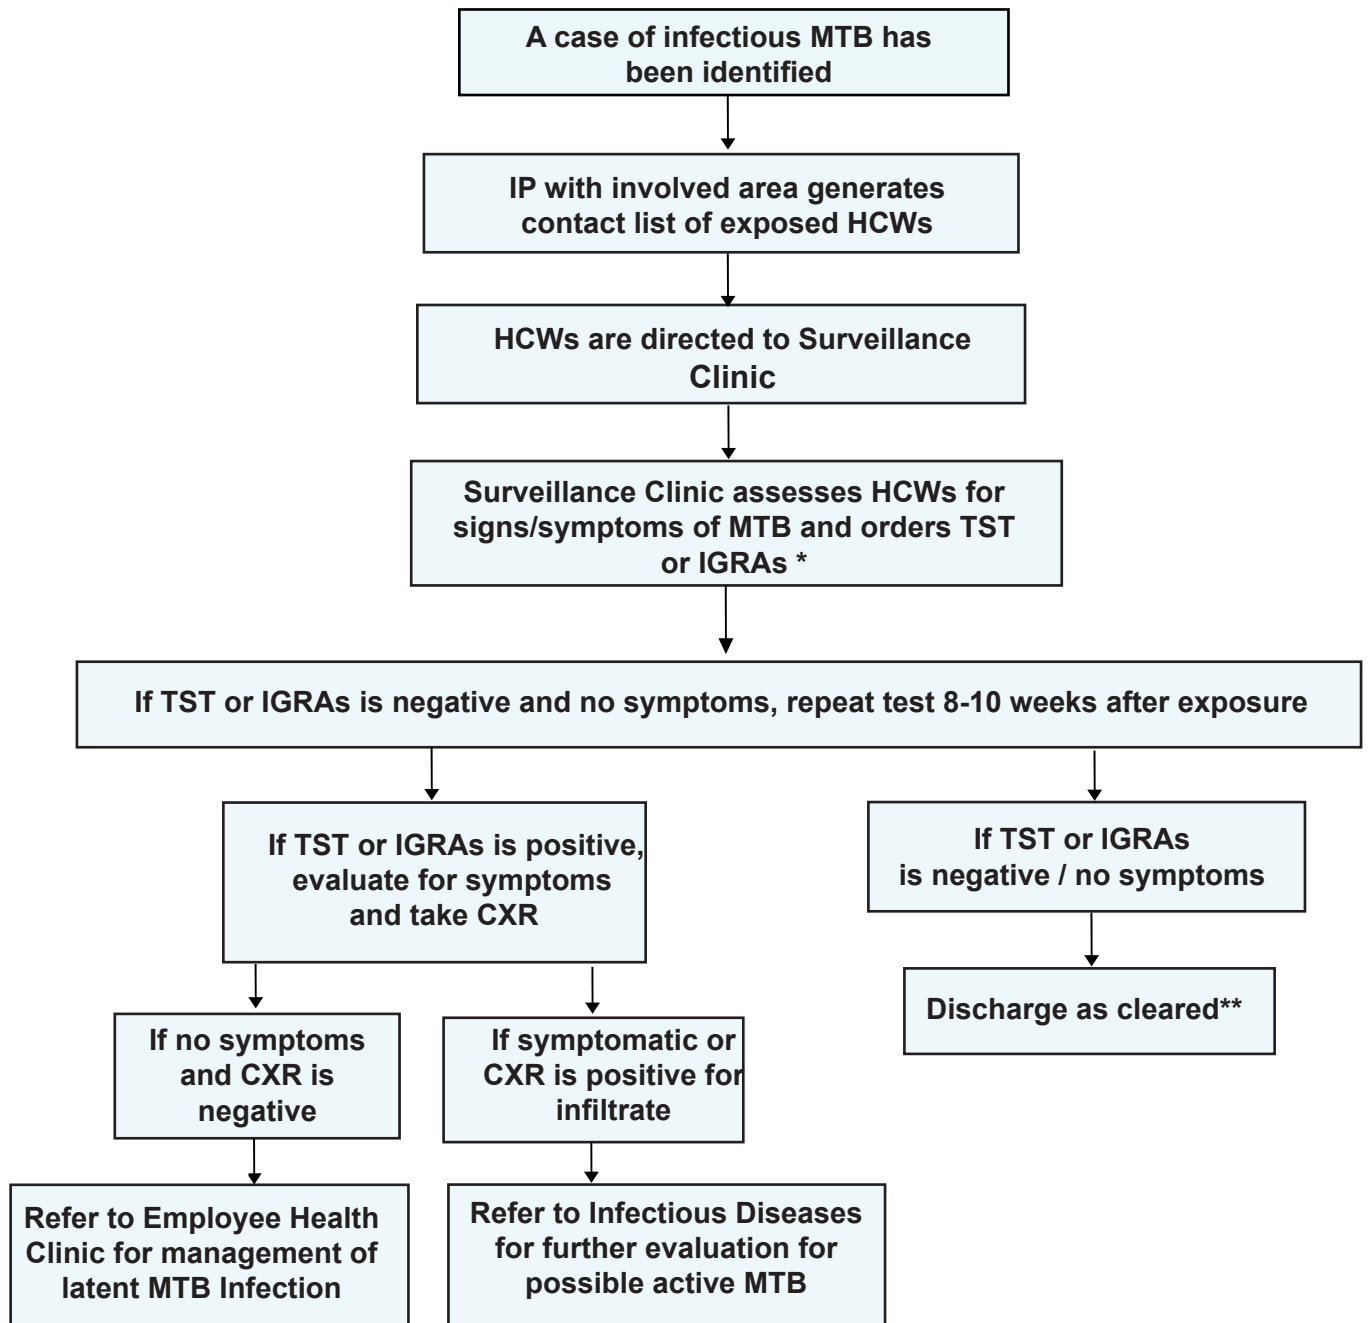 A case of infectious MTB has
been identified
IP with involved area generates
contact list of exposed HCWs
HCWs are directed to Surveillance
Clinic
Surveillance Clinic assesses HCWs for
signs/symptoms of MTB and orders TST
or IGRAs *
If TST or IGRAs is negative and no symptoms, repeat test 8-10 weeks after exposure
If TST or IGRAs is positive,
evaluate for symptoms
and take CXR
If TST or IGRAs
is negative / no symptoms
Discharge as cleared**
If no symptoms
and CXR is
negative
If symptomatic or
CXR is positive for
infiltrate
Refer to Employee Health
Clinic for management of
latent MTB Infection
Refer to Infectious Diseases
for further evaluation for
possible active MTB